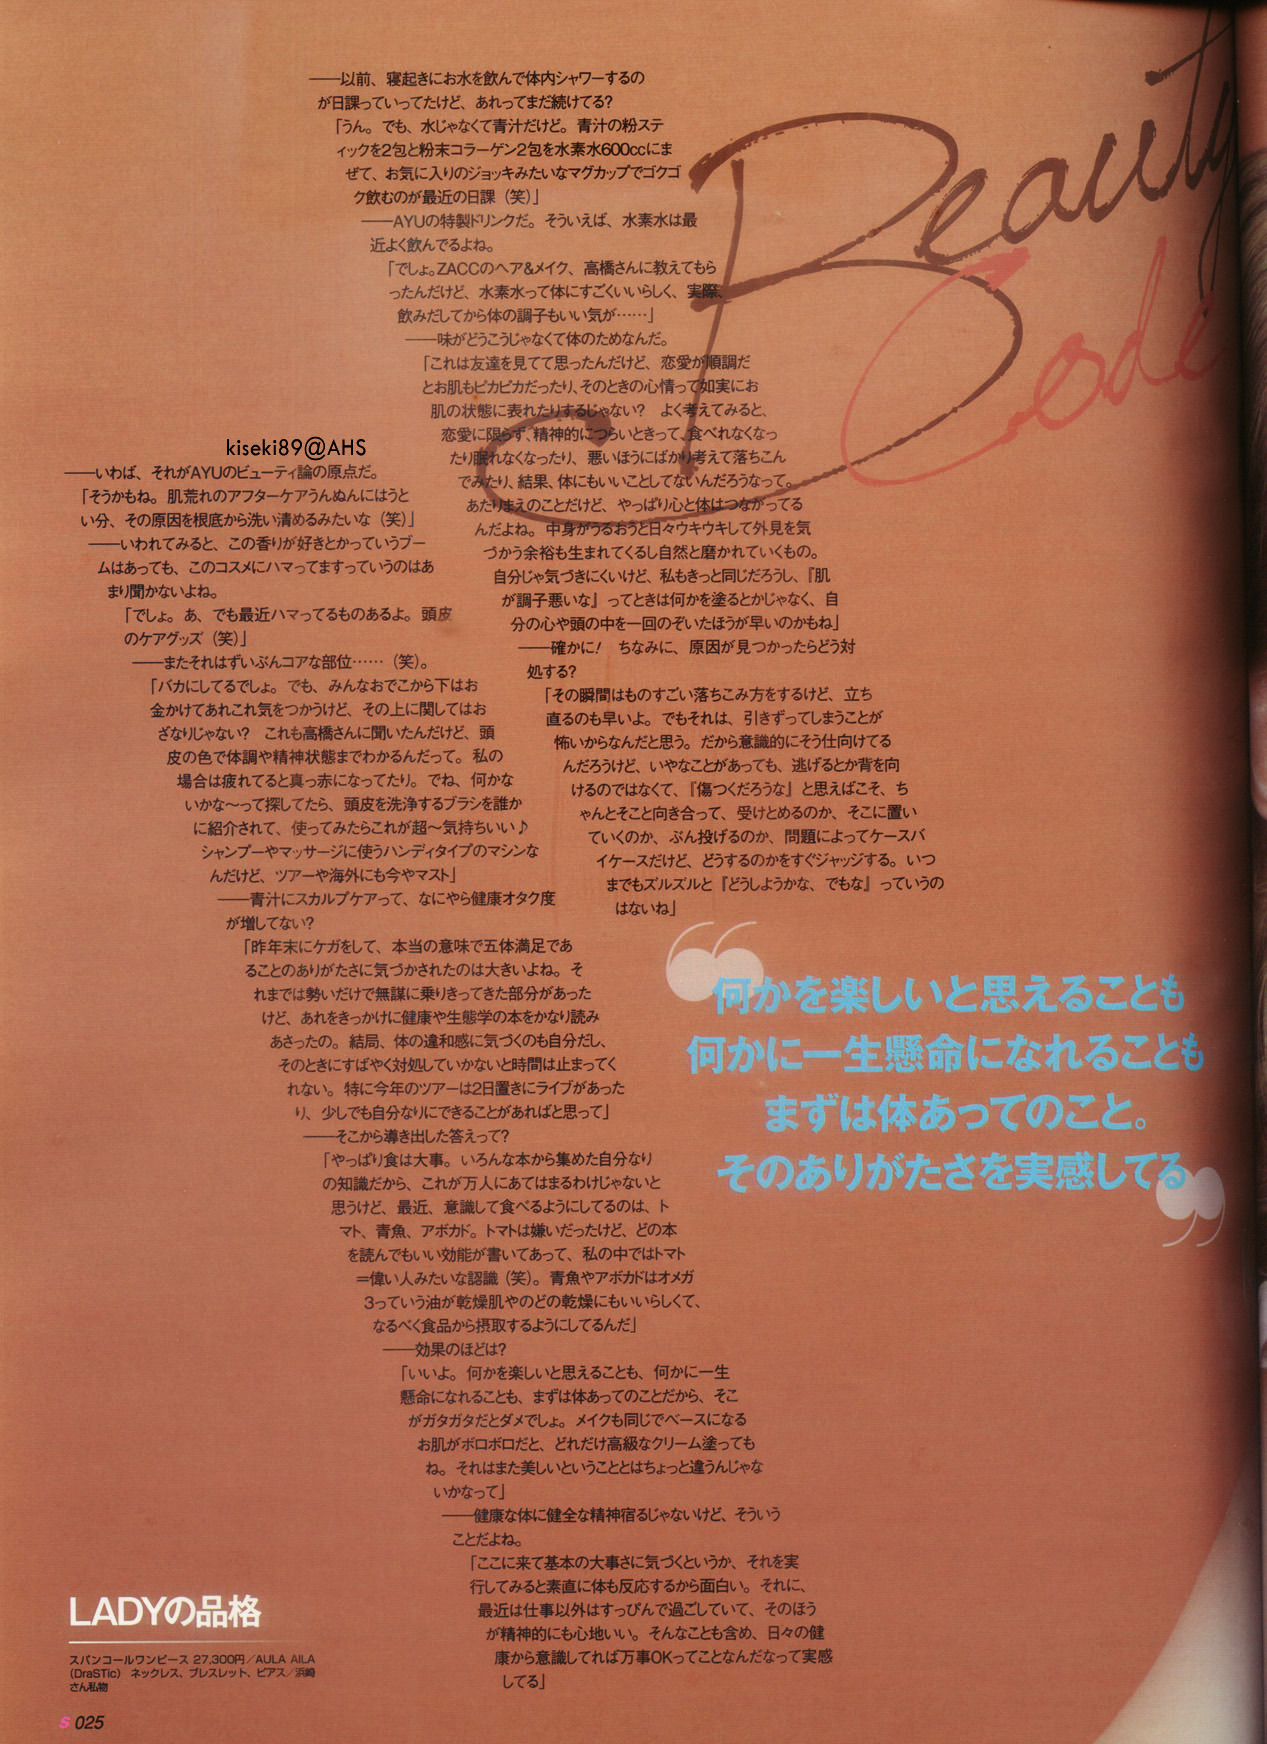 Beauty
Code
——以前、寝起きにお水を飲んで体内シャワーするの
が日課っていってたけど、あれってまだ続けてる?
「うん。でも、水じゃなくて青汁だけど。青汁の粉ステ
ィックを2包と粉末コラーゲン2包を水素水600ccにま
ぜて、お気に入りのジョッキみたいなマグカップでゴクゴ
ク飲むのが最近の日課（笑）」
——AYUの特製ドリンクだ。そういえば、水素水は最
近よく飲んでるよね。
「でしょ。ZACCのヘア&メイク、高橋さんに教えてもら
ったんだけど、水素水って体にすごくいいらしく、実際、
飲みだしてから体の調子もいい気が……」
——味がどうこうじゃなくて体のためなんだ。
「これは友達を見てて思ったんだけど、恋愛が順調だ
とお肌もピカピカだったり、そのときの心情って如実にお
肌の状態に表れたりするじゃない?　よく考えてみると、
恋愛に限らず、精神的につらいときって、食べれなくなっ
たり眠れなくなったり、悪いほうにばかり考えて落ちこん
でみたり、結果、体にもいいことしてないんだろうなって。
あたりまえのことだけど、やっぱり心と体はつながってる
んだよね。中身がうるおうと日々ウキウキして外見を気
づかう余裕も生まれてくるし自然と磨かれていくもの。
自分じゃ気づきにくいけど、私もきっと同じだろうし、『肌
が調子悪いな』ってときは何かを塗るとかじゃなく、自
分の心や頭の中を一回のぞいたほうが早いのかもね」
——確かに!　ちなみに、原因が見つかったらどう対
処する?
「その瞬間はものすごい落ちこみ方をするけど、立ち
直るのも早いよ。でもそれは、引きずってしまうことが
怖いからなんだと思う。だから意識的にそう仕向けてる
んだろうけど、いやなことがあっても、逃げるとか背を向
けるのではなくて、『傷つくだろうな』と思えばこそ、ち
ゃんとそこと向き合って、受けとめるのか、そこに置い
ていくのか、ぶん投げるのか、問題によってケースバ
イケースだけど、どうするのかをすぐジャッジする。いつ
までもズルズルと『どうしようかな、でもな』っていうの
はないね」
kiseki89@AHS
——いわば、それがAYUのビューティ論の原点だ。
「そうかもね。肌荒れのアフターケアうんぬんにはうと
い分、その原因を根底から洗い清めるみたいな（笑）」
——いわれてみると、この香りが好きとかっていうブー
ムはあっても、このコスメにハマってますっていうのはあ
まり聞かないよね。
「でしょ。あ、でも最近ハマってるものあるよ。頭皮
のケアグッズ（笑）」
——またそれはずいぶんコアな部位……（笑）。
「バカにしてるでしょ。でも、みんなおでこから下はお
金かけてあれこれ気をつかうけど、その上に関してはお
ざなりじゃない?　これも高橋さんに聞いたんだけど、頭
皮の色で体調や精神状態までわかるんだって。私の
場合は疲れてると真っ赤になってたり。でね、何かな
いかな〜って探してたら、頭皮を洗浄するブラシを誰か
に紹介されて、使ってみたらこれが超〜気持ちいい♪
シャンプーやマッサージに使うハンディタイプのマシンな
んだけど、ツアーや海外にも今やマスト」
——青汁にスカルプケアって、なにやら健康オタク度
が増してない?
「昨年末にケガをして、本当の意味で五体満足であ
ることのありがたさに気づかされたのは大きいよね。そ
れまでは勢いだけで無謀に乗りきってきた部分があった
けど、あれをきっかけに健康や生態学の本をかなり読み
あさったの。結局、体の違和感に気づくのも自分だし、
そのときにすばやく対処していかないと時間は止まってく
れない。特に今年のツアーは2日置きにライブがあった
り、少しでも自分なりにできることがあればと思って」
——そこから導き出した答えって?
「やっぱり食は大事。いろんな本から集めた自分なり
の知識だから、これが万人にあてはまるわけじゃないと
思うけど、最近、意識して食べるようにしてるのは、ト
マト、青魚、アボカド。トマトは嫌いだったけど、どの本
を読んでもいい効能が書いてあって、私の中ではトマト
＝偉い人みたいな認識（笑）。青魚やアボカドはオメガ
3っていう油が乾燥肌やのどの乾燥にもいいらしくて、
なるべく食品から摂取するようにしてるんだ」
——効果のほどは?
「いいよ。何かを楽しいと思えることも、何かに一生
懸命になれることも、まずは体あってのことだから、そこ
がガタガタだとダメでしょ。メイクも同じでベースになる
お肌がボロボロだと、どれだけ高級なクリーム塗っても
ね。それはまた美しいということとはちょっと違うんじゃな
いかなって」
——健康な体に健全な精神宿るじゃないけど、そういう
ことだよね。
「ここに来て基本の大事さに気づくというか、それを実
行してみると素直に体も反応するから面白い。それに、
最近は仕事以外はすっぴんで過ごしていて、そのほう
が精神的にも心地いい。そんなことも含め、日々の健
康から意識してれば万事OKってことなんだなって実感
してる」
“何かを楽しいと思えることも
何かに一生懸命になれることも
まずは体あってのこと。
そのありがたさを実感してる”
LADYの品格
スパンコールワンピース 27,300円／AULA AILA
（DraSTic）　ネックレス、ブレスレット、ピアス／浜崎
さん私物
S 025